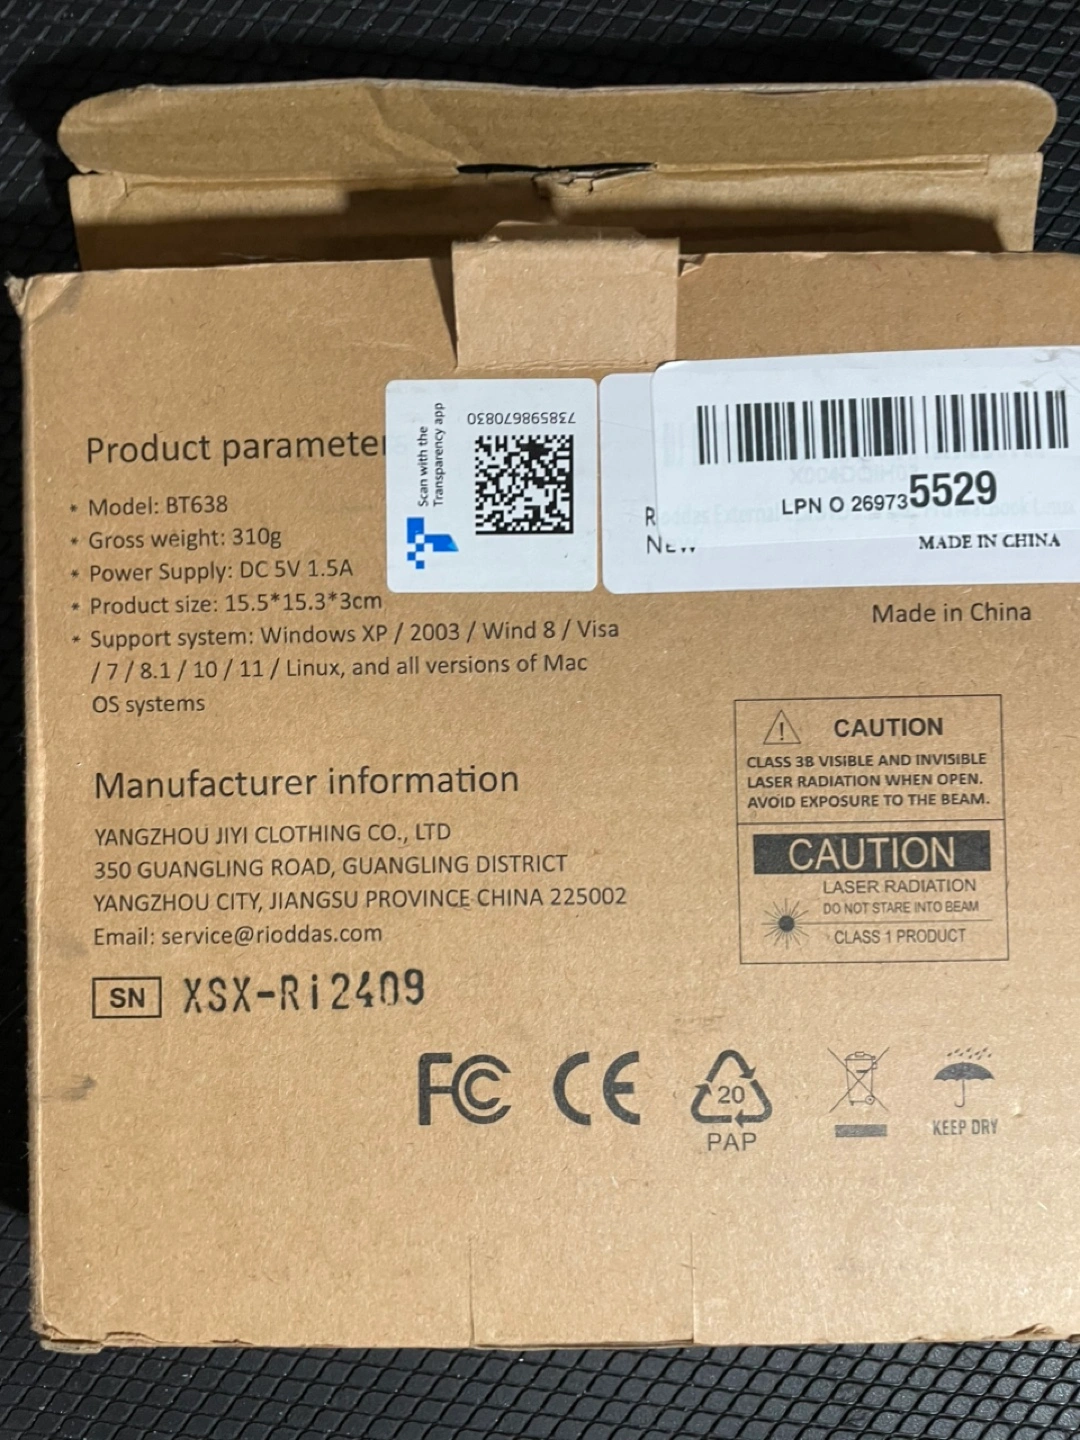 Product parameter
* Model: BT638
* Gross weight: 310g
* Power Supply: DC 5V 1.5A
* Product size: 15.5*15.3*3cm
* Support system: Windows XP / 2003 / Wind 8 / Visa
/ 7 / 8.1 / 10 / 11 / Linux, and all versions of Mac
OS systems
Scan with the
Transparency app
738598670830
LPN O 269735529
R
NEW
MADE IN CHINA
Made in China
CAUTION
CLASS 3B VISIBLE AND INVISIBLE
LASER RADIATION WHEN OPEN.
AVOID EXPOSURE TO THE BEAM.
CAUTION
LASER RADIATION
DO NOT STARE INTO BEAM
CLASS 1 PRODUCT
Manufacturer information
YANGZHOU JIYI CLOTHING CO., LTD
350 GUANGLING ROAD, GUANGLING DISTRICT
YANGZHOU CITY, JIANGSU PROVINCE CHINA 225002
Email: service@rioddas.com
SN XSX-Ri2409
FC CE
20
PAP
KEEP DRY